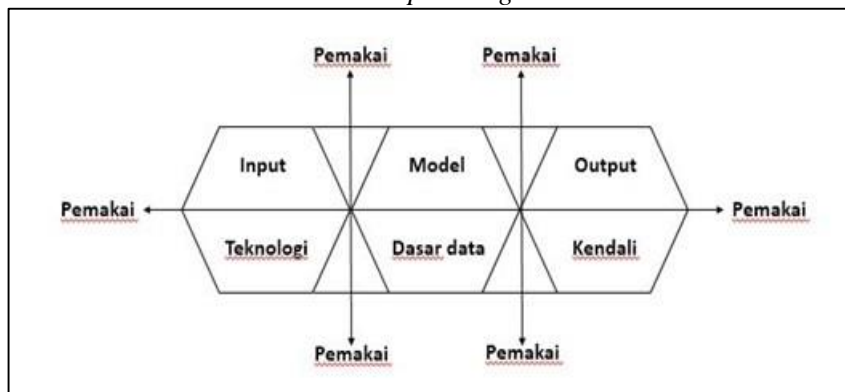 Pemakai Pemakai
Input Model Output
Pemakai Pemakai
Teknologi Dasar data Kendali
Pemakai Pemakai